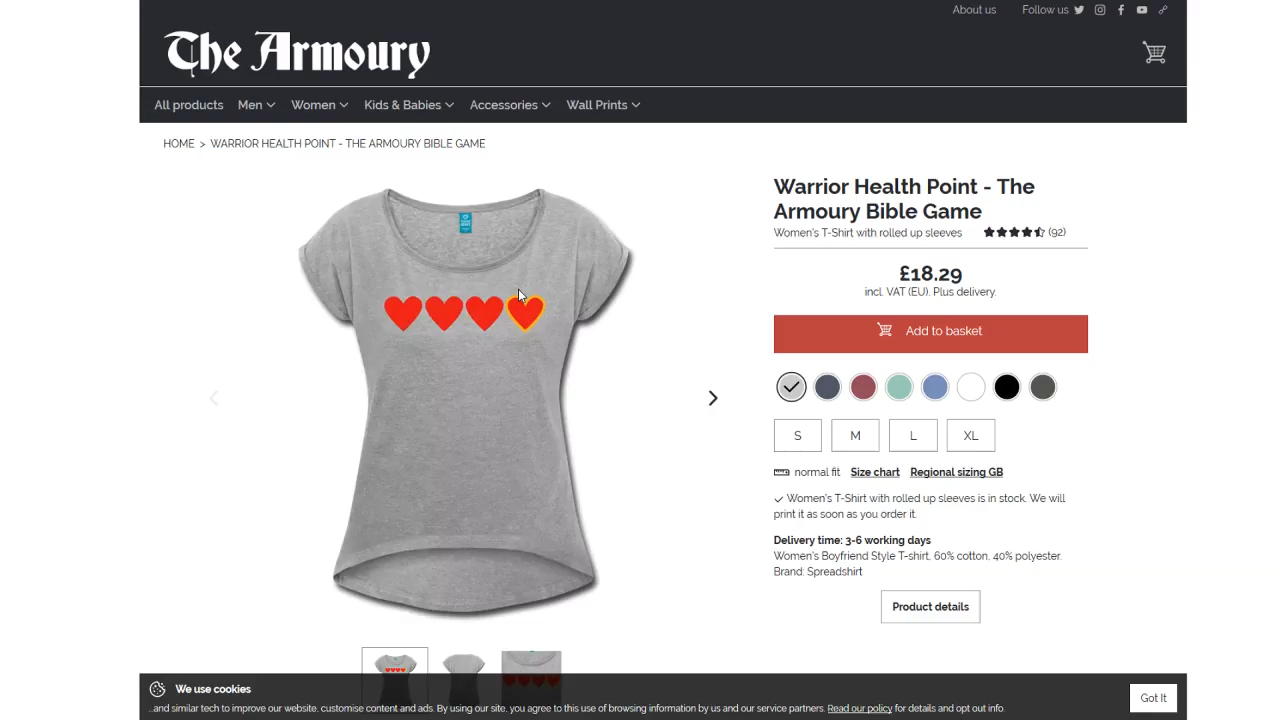 About us
Follow us
The Armoury
All products Men Women Kids & Babies Accessories Wall Prints
HOME > WARRIOR HEALTH POINT - THE ARMOURY BIBLE GAME
Warrior Health Point - The
Armoury Bible Game
Women's T-Shirt with rolled up sleeves (92)
£18.29
incl. VAT (EU). Plus delivery.
Add to basket
S M L XL
normal fit Size chart Regional sizing GB
Women's T-Shirt with rolled up sleeves is in stock. We will
print it as soon as you order it.
Delivery time: 3-6 working days
Women's Boyfriend Style T-shirt, 60% cotton, 40% polyester.
Brand: Spreadshirt
Product details
We use cookies
...and similar tech to improve our website, customise content and ads. By using our site, you agree to this use of browsing information by us and our service partners. Read our policy for details and opt out info.
Got It